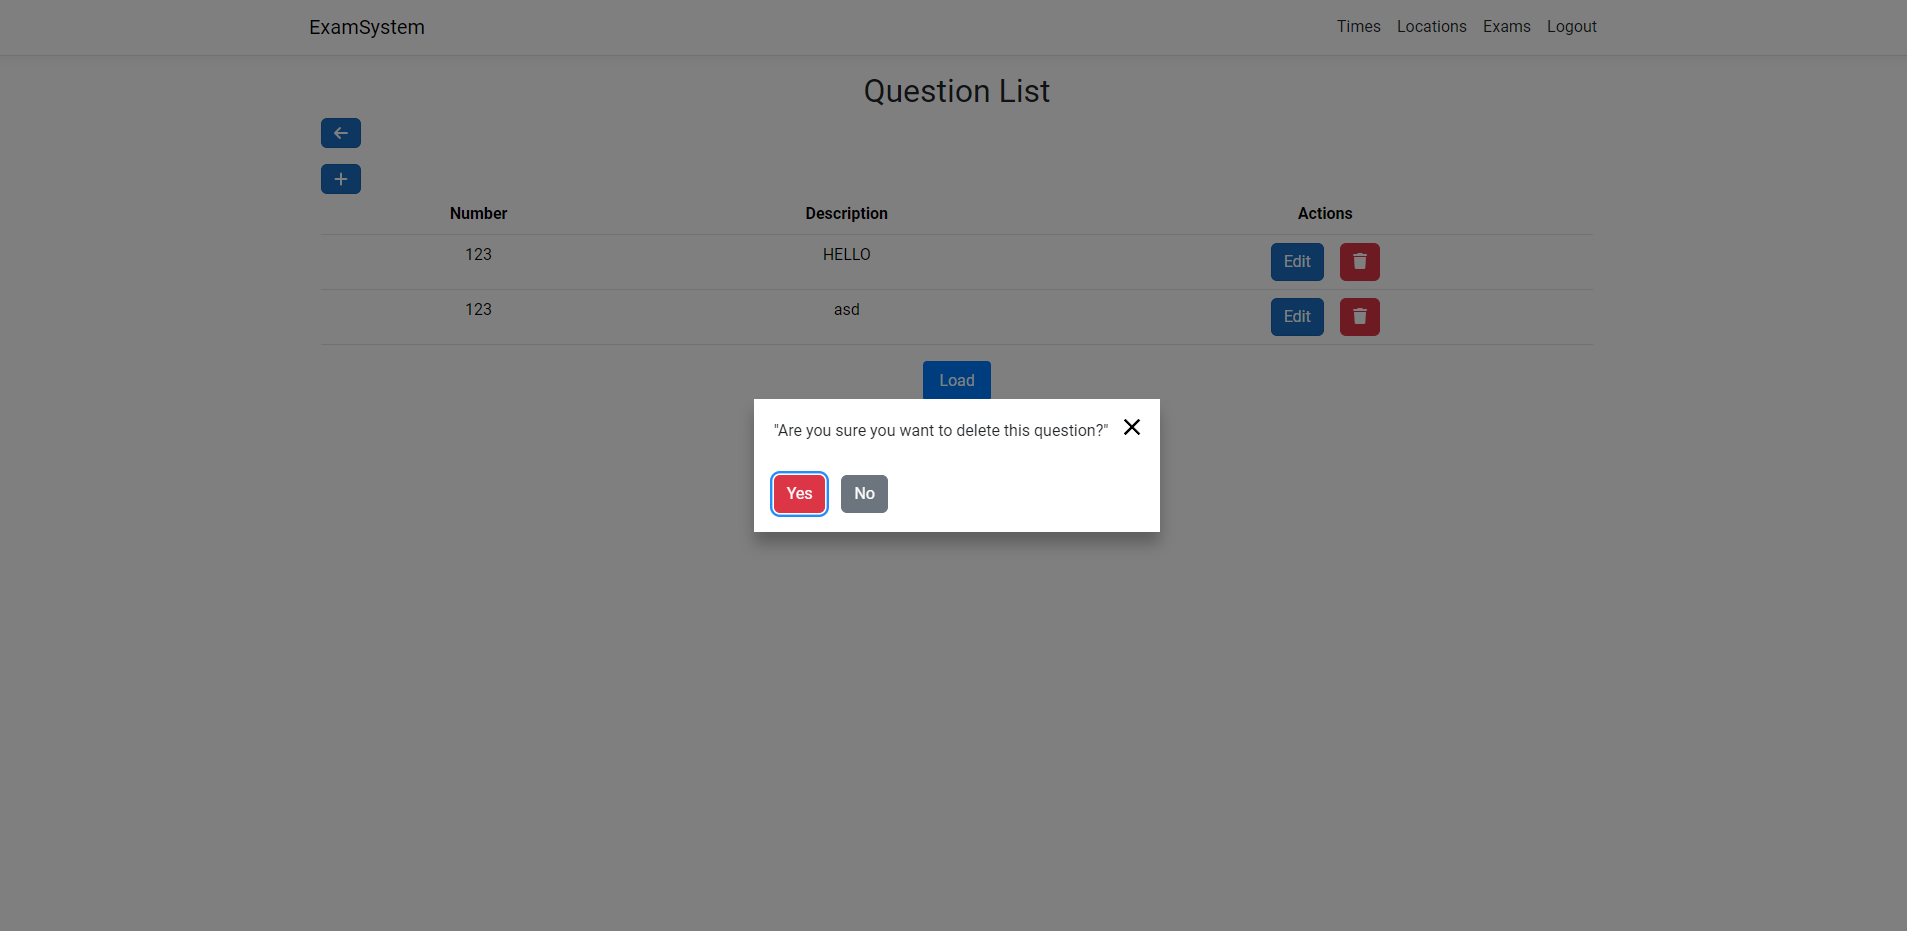 ExamSystem
Times Locations Exams Logout
Question List
Number Description Actions
123 HELLO Edit
123 asd Edit
Load
"Are you sure you want to delete this question?"
Yes No